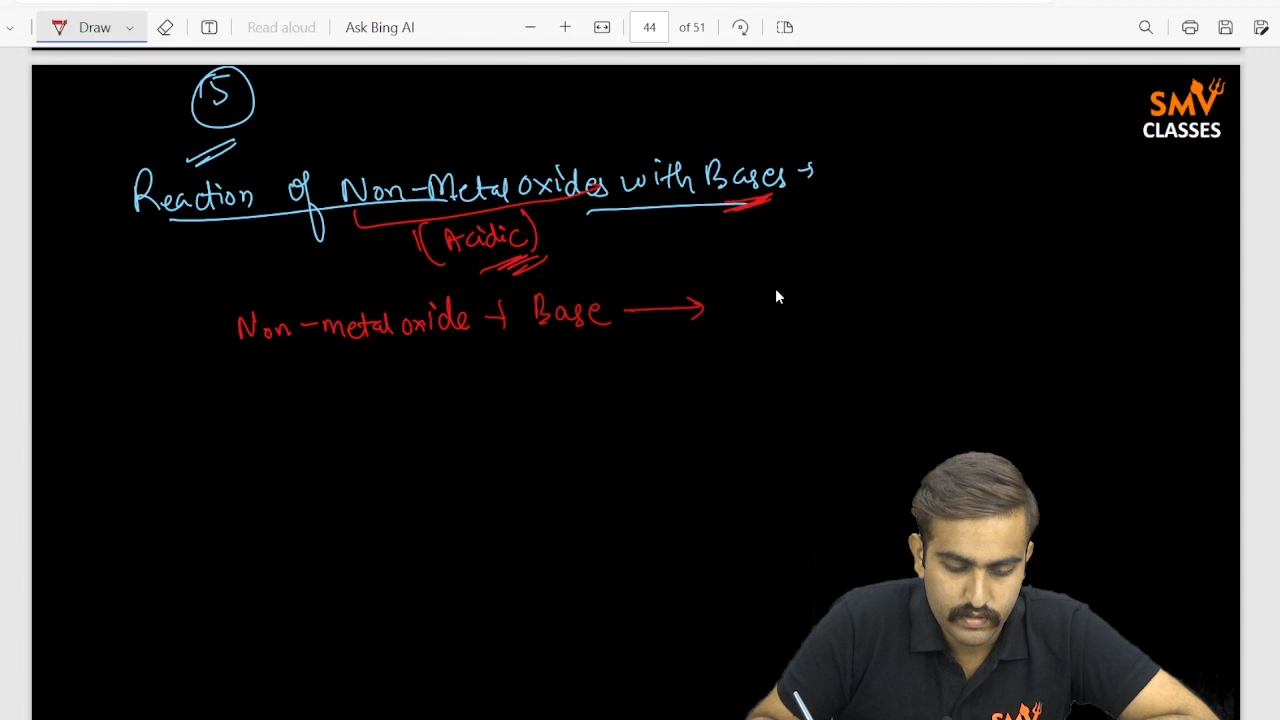 Draw
Read aloud
Ask Bing AI
44
of 51
SMV
CLASSES
5
Reaction of Non-Metal oxides with Bases →
(Acidic)
Non-metal oxide + Base →
SMV